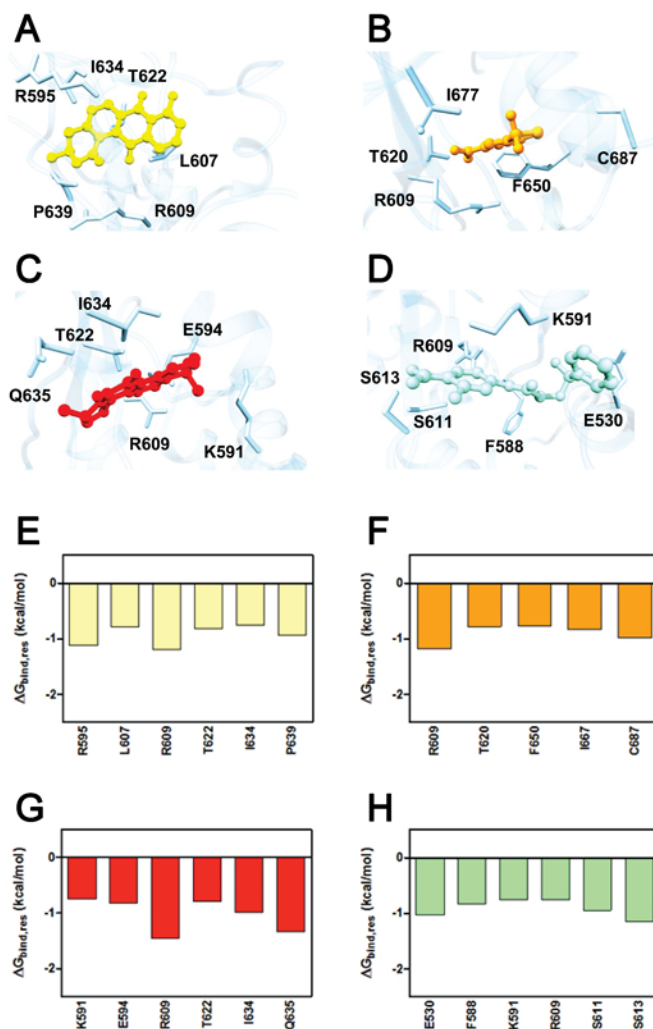 A
I634
T622
R595
L607
P639
R609
B
I677
T620
C687
F650
R609
C
I634
T622
E594
Q635
R609
K591
D
K591
R609
S613
S611
E530
F588
E
ΔGbind,res (kcal/mol)
0
-1
-2
R595
L607
R609
T622
I634
P639
F
ΔGbind,res (kcal/mol)
0
-1
-2
R609
T620
F650
I667
C687
G
ΔGbind,res (kcal/mol)
0
-1
-2
K591
E594
R609
T622
I634
Q635
H
ΔGbind,res (kcal/mol)
0
-1
-2
E530
F588
K591
R609
S611
S613